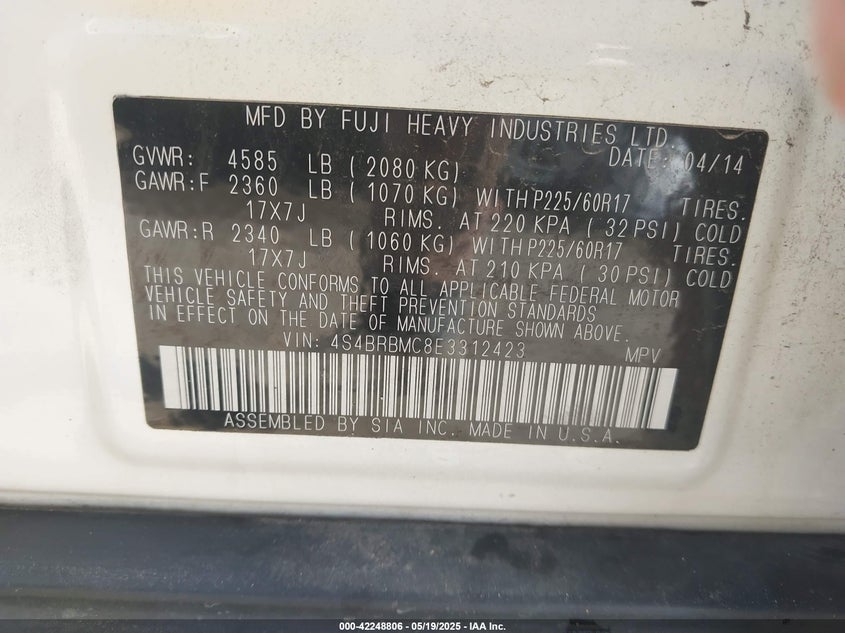 MFD BY FUJI HEAVY INDUSTRIES LTD.
DATE: 04/14
GVWR: 4585 LB ( 2080 KG)
GAWR:F 2360 LB ( 1070 KG) WITH P225/60R17 TIRES.
17X7J RIMS. AT 220 KPA ( 32 PSI) COLD
GAWR:R 2340 LB ( 1060 KG) WITH P225/60R17 TIRES.
17X7J RIMS. AT 210 KPA ( 30 PSI) COLD
THIS VEHICLE CONFORMS TO ALL APPLICABLE FEDERAL MOTOR
VEHICLE SAFETY AND THEFT PREVENTION STANDARDS
IN EFFECT ON THE DATE OF MANUFACTURE SHOWN ABOVE.
VIN: 4S4BRBMC8E3312423 MPV
ASSEMBLED BY SIA INC. MADE IN U.S.A.
000-42248806 - 05/19/2025 - IAA Inc.